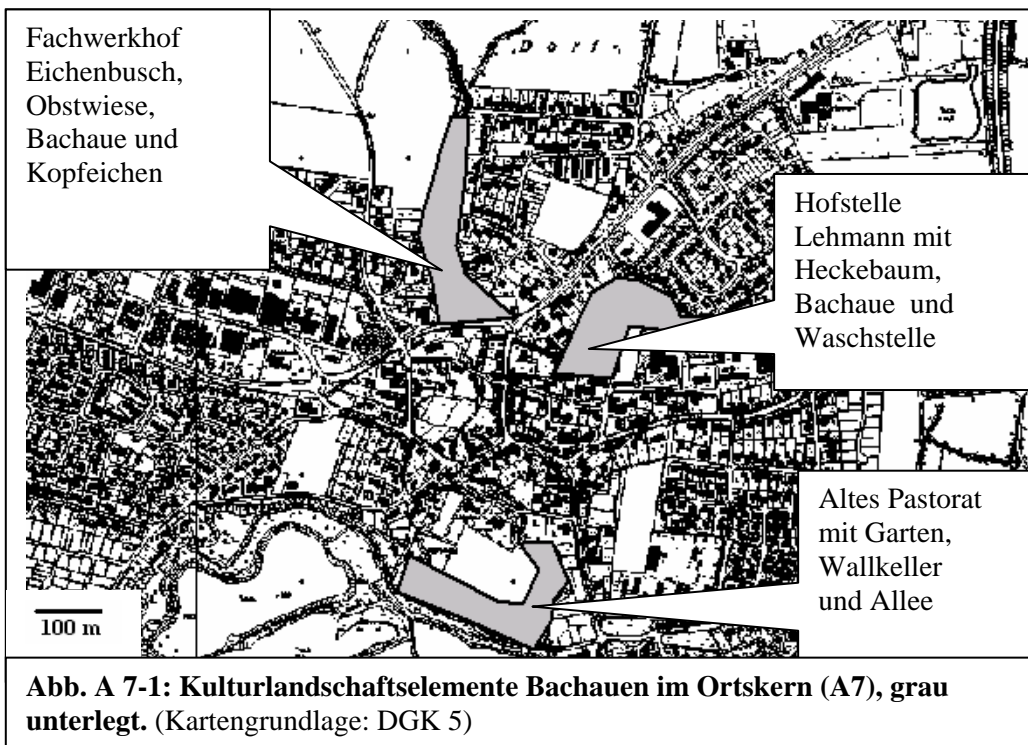 Fachwerkhof
Eichenbusch,
Obstwiese,
Bachaue und
Kopfeichen
D o r f
Hofstelle
Lehmann mit
Heckebaum,
Bachaue und
Waschstelle
Altes Pastorat
mit Garten,
Wallkeller
und Allee
100 m
Abb. A 7-1: Kulturlandschaftselemente Bachauen im Ortskern (A7), grau
unterlegt. (Kartengrundlage: DGK 5)